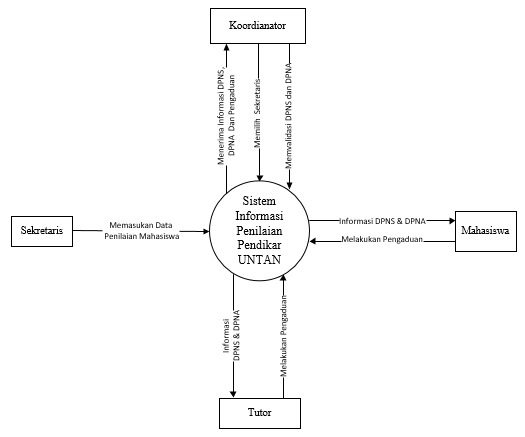 Koordianator
Menerima Informasi DPNS,
DPNA Dan Pengaduan
Memilih Sekretaris
Memvalidasi DPNS dan DPNA
Sistem
Informasi
Penilaian
Pendikar
UNTAN
Sekretaris
Memasukan Data
Penilaian Mahasiswa
Informasi DPNS & DPNA
Melakukan Pengaduan
Mahasiswa
Informasi
DPNS & DPNA
Melakukan Pengaduan
Tutor